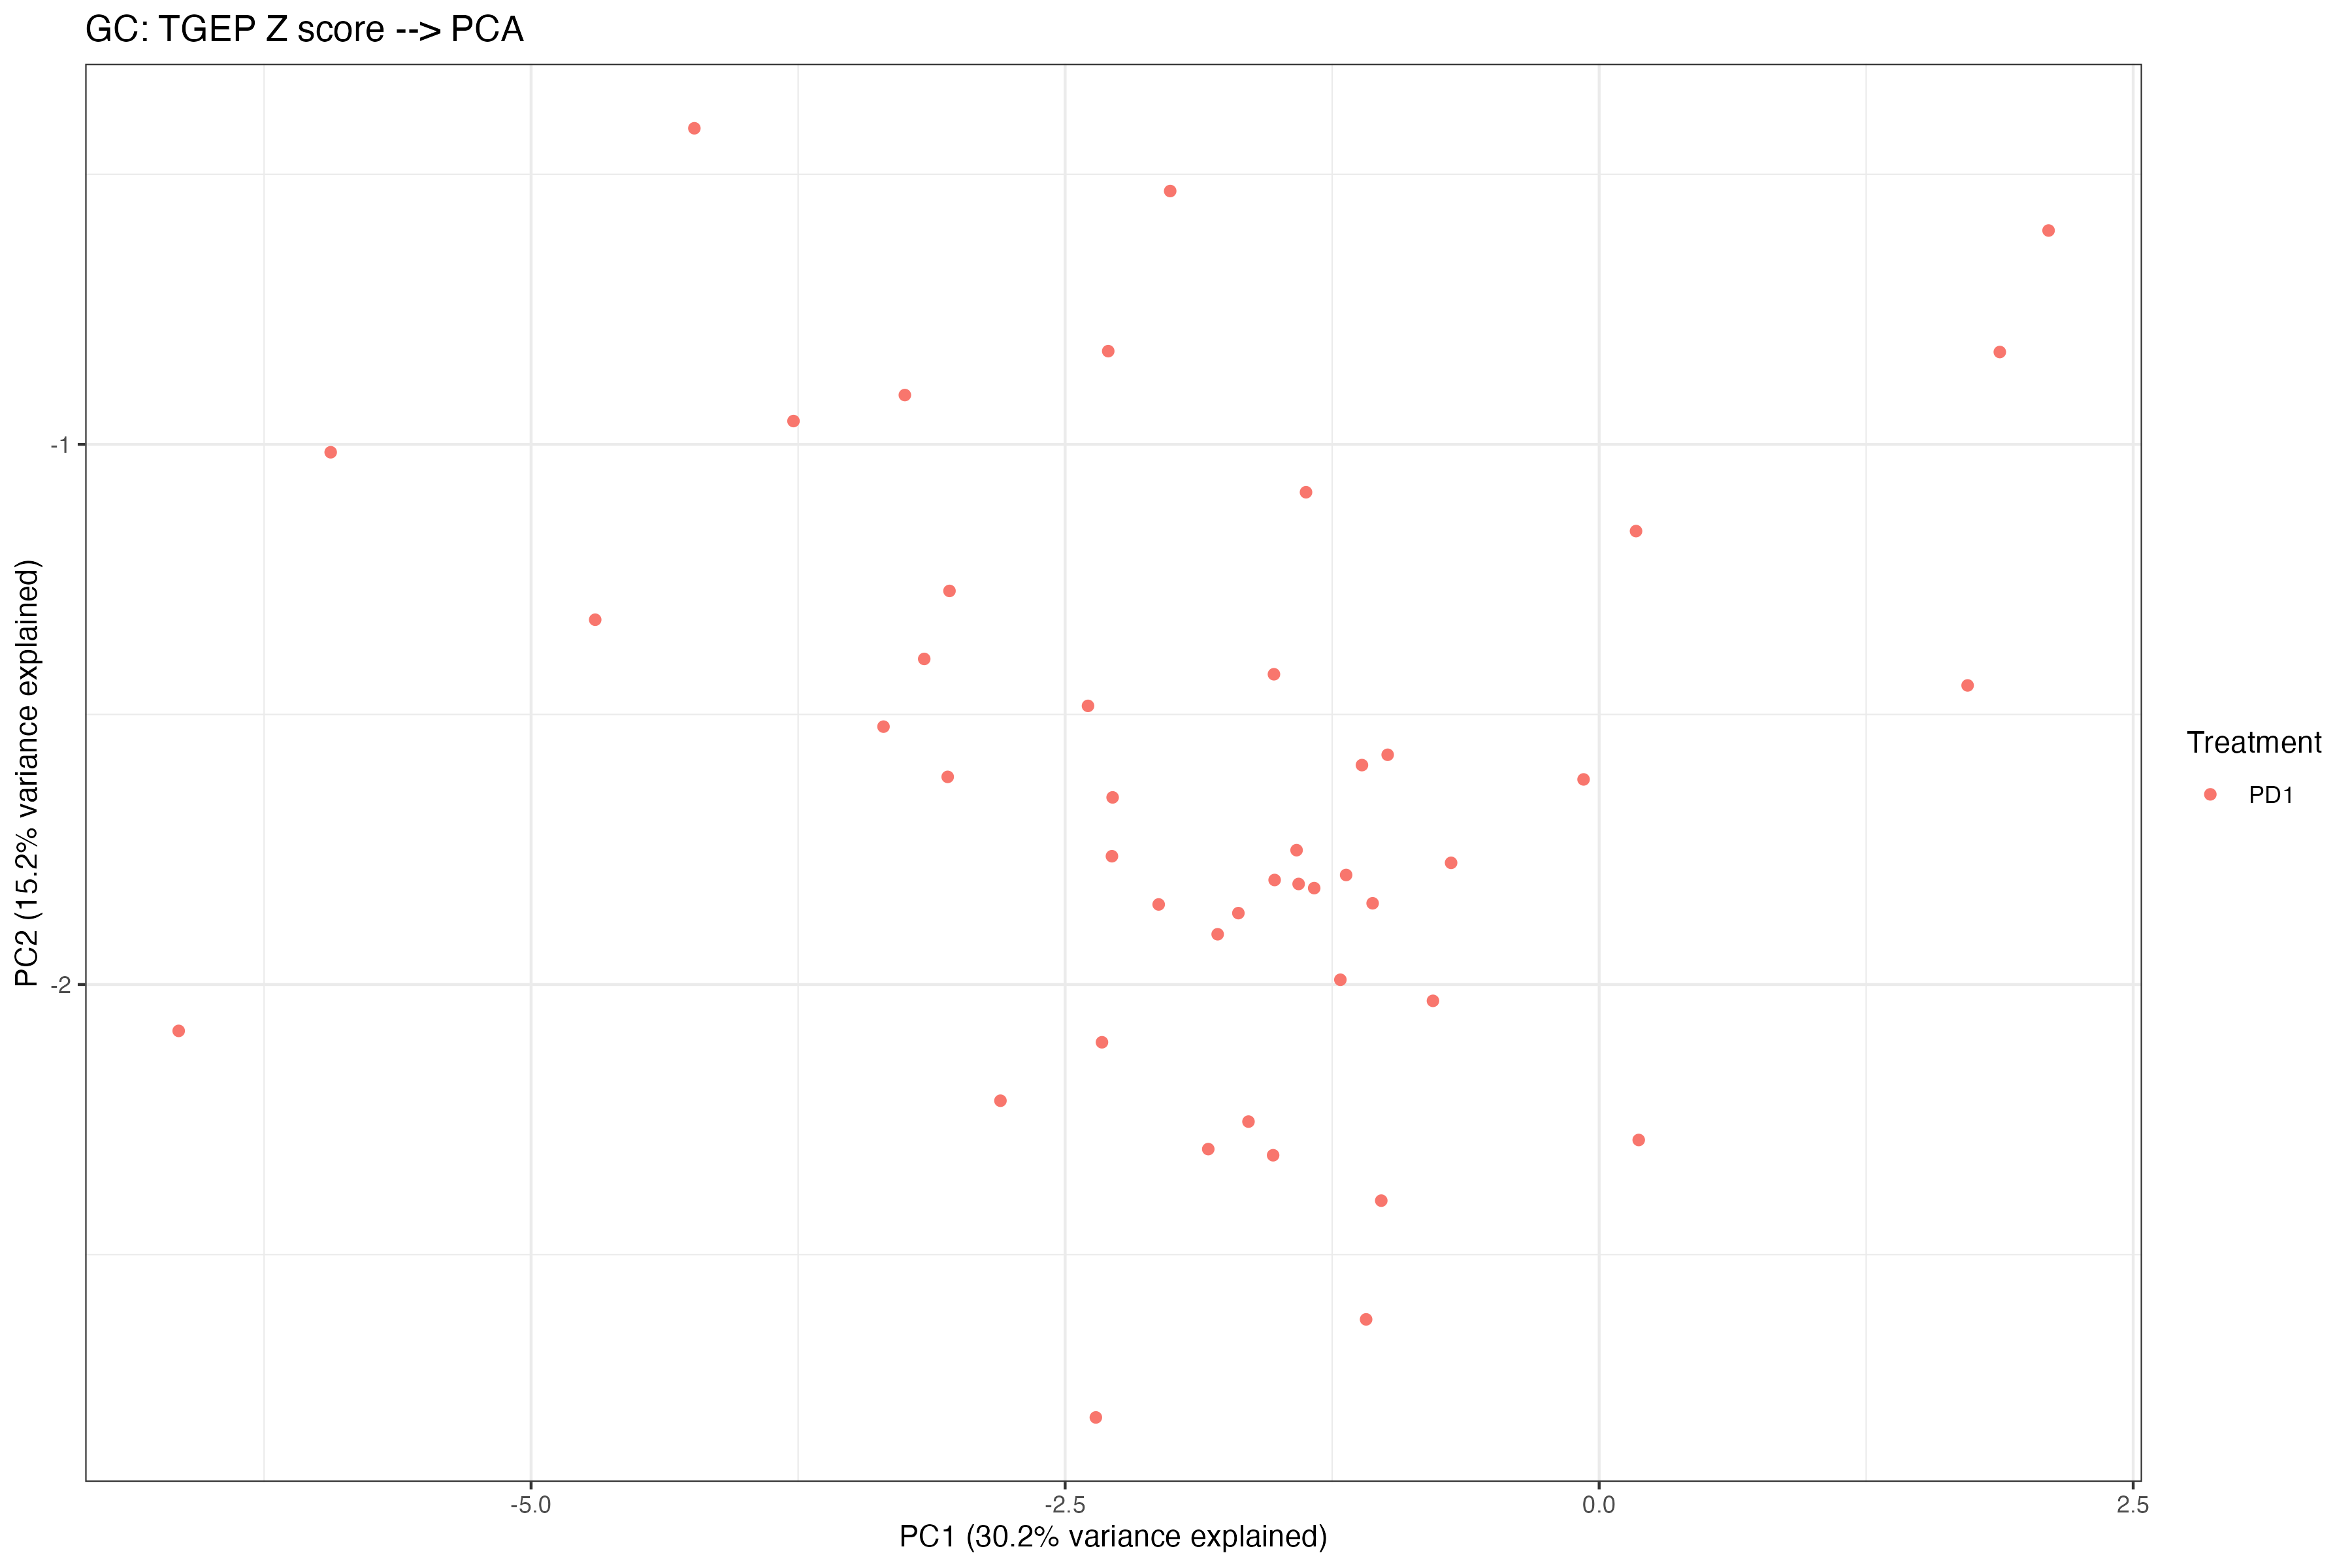 GC: TGEP Z score --> PCA
PC2 (15.2% variance explained)
-1
-2
-5.0
-2.5
0.0
2.5
PC1 (30.2% variance explained)
Treatment
PD1